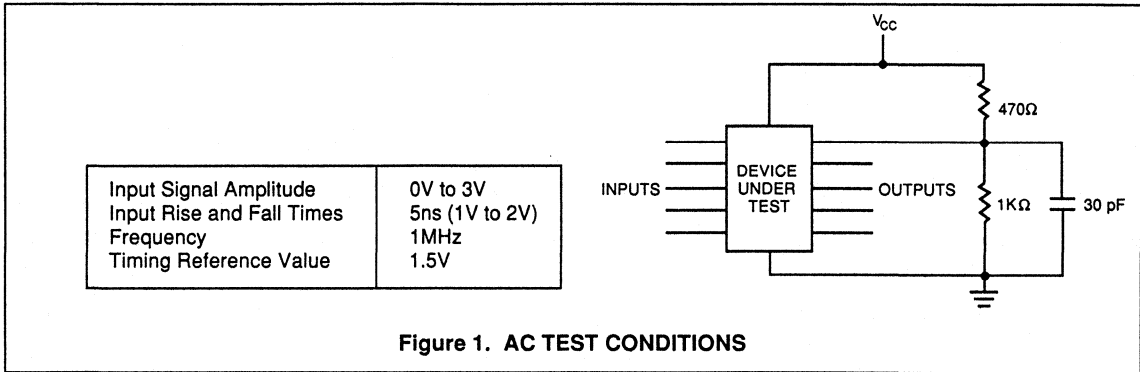 Input Signal Amplitude 0V to 3V
Input Rise and Fall Times 5ns (1V to 2V)
Frequency 1MHz
Timing Reference Value 1.5V
VCC
470Ω
INPUTS
DEVICE
UNDER
TEST
OUTPUTS
1KΩ
30 pF
Figure 1. AC TEST CONDITIONS